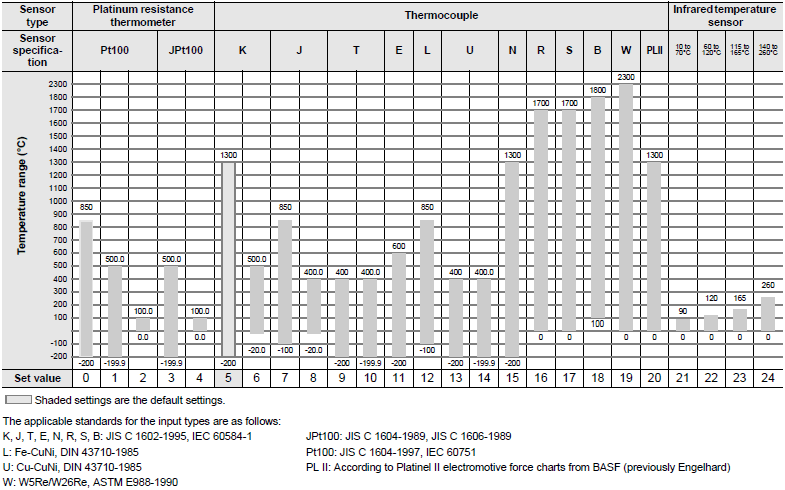 Sensor type Platinum resistance thermometer Thermocouple Infrared temperature sensor
Sensor specifica-tion Pt100 JPt100 K J T E L U N R S B W PLII 10 to 70°C 60 to 120°C 115 to 165°C 140 to 260°C
Temperature range (°C)
2300 2300
1800 1800
1700 1700 1700
1600
1500
1400
1300 1300 1300 1300
1200
1100
1000
900 850 850 850
800
700
600 600
500 500.0 500.0 500.0
400 400.0 400 400.0 400 400.0
300 260
200 120 165
100 100.0 100.0 90
0.0 0.0 100 0 0 0 0 0 0 0 0
-100 -20.0 -100 -20.0 -100
-200 -200 -199.9 -199.9 -200 -200 -199.9 -200 -200 -199.9 -200
Set value 0 1 2 3 4 5 6 7 8 9 10 11 12 13 14 15 16 17 18 19 20 21 22 23 24
Shaded settings are the default settings.
The applicable standards for the input types are as follows:
K, J, T, E, N, R, S, B: JIS C 1602-1995, IEC 60584-1 JPt100: JIS C 1604-1989, JIS C 1606-1989
L: Fe-CuNi, DIN 43710-1985 Pt100: JIS C 1604-1997, IEC 60751
U: Cu-CuNi, DIN 43710-1985 PL II: According to Platinel II electromotive force charts from BASF (previously Engelhard)
W: W5Re/W26Re, ASTM E988-1990